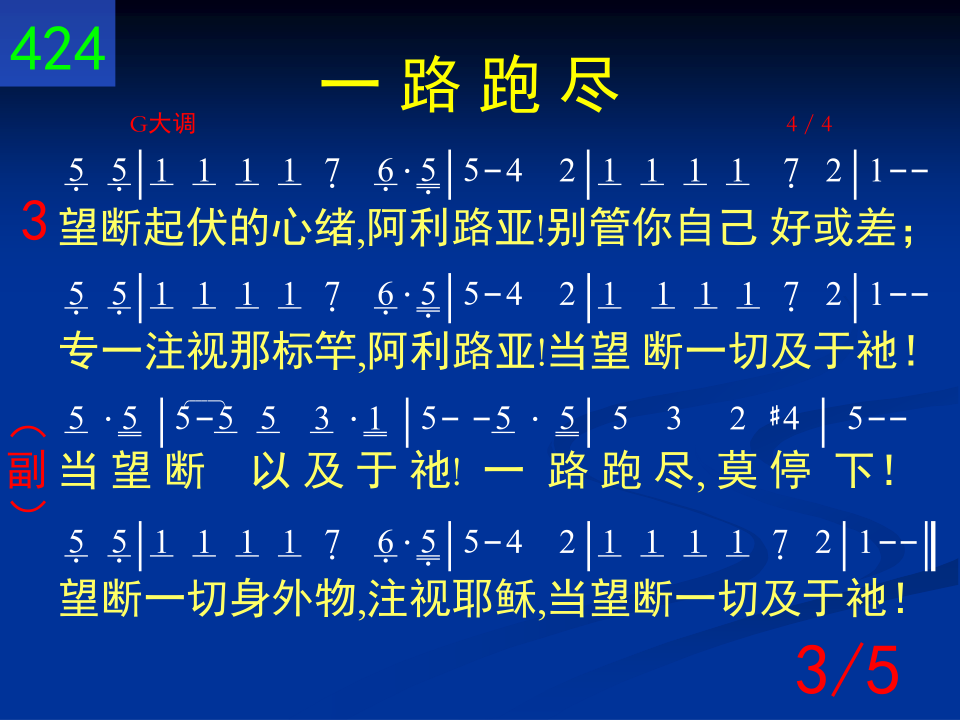 424
一路跑尽
G大调 4/4
5̣ 5̣|1 1 1 1 7̣ 6̣·5̣|5-4 2|1 1 1 1 7̣ 2|1--
3 望断起伏的心绪,阿利路亚!别管你自己 好或差;
5̣ 5̣|1 1 1 1 7̣ 6̣·5̣|5-4 2|1 1 1 1 7̣ 2|1--
专一注视那标竿,阿利路亚!当望 断一切及于祂!
5·5|5-5 5 3·1|5--5·5|5 3 2 #4|5--
(副) 当望断 以及于祂! 一 路跑尽,莫停 下!
5̣ 5̣|1 1 1 1 7̣ 6̣·5̣|5-4 2|1 1 1 1 7̣ 2|1--‖
望断一切身外物,注视耶稣,当望断一切及于祂!
3/5